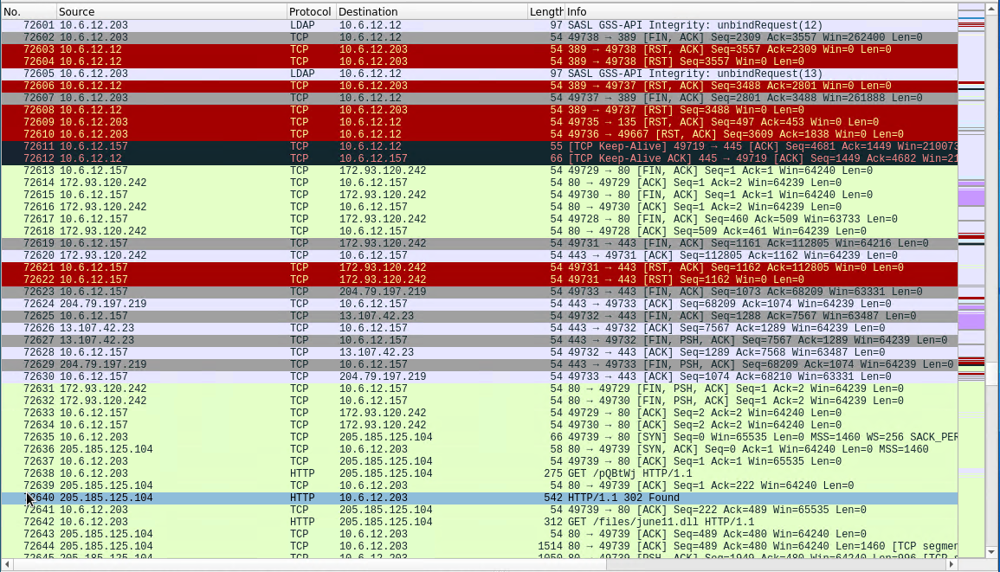 No. Source Protocol Destination Length Info
72601 10.6.12.203 LDAP 10.6.12.12 97 SASL GSS-API Integrity: unbindRequest(12)
72602 10.6.12.203 TCP 10.6.12.12 54 49738 → 389 [FIN, ACK] Seq=2309 Ack=3557 Win=262400 Len=0
72603 10.6.12.12 TCP 10.6.12.203 54 389 → 49738 [RST, ACK] Seq=3557 Ack=2309 Win=0 Len=0
72604 10.6.12.12 TCP 10.6.12.203 54 389 → 49738 [RST] Seq=3557 Win=0 Len=0
72605 10.6.12.203 LDAP 10.6.12.12 97 SASL GSS-API Integrity: unbindRequest(13)
72606 10.6.12.12 TCP 10.6.12.203 54 389 → 49737 [RST, ACK] Seq=3488 Ack=2801 Win=0 Len=0
72607 10.6.12.203 TCP 10.6.12.12 54 49737 → 389 [FIN, ACK] Seq=2801 Ack=3488 Win=261888 Len=0
72608 10.6.12.12 TCP 10.6.12.203 54 389 → 49737 [RST] Seq=3488 Win=0 Len=0
72609 10.6.12.203 TCP 10.6.12.12 54 49735 → 135 [RST, ACK] Seq=497 Ack=453 Win=0 Len=0
72610 10.6.12.203 TCP 10.6.12.12 54 49736 → 49667 [RST, ACK] Seq=3609 Ack=1838 Win=0 Len=0
72611 10.6.12.157 TCP 10.6.12.12 55 [TCP Keep-Alive] 49719 → 445 [ACK] Seq=4681 Ack=1449 Win=210073
72612 10.6.12.12 TCP 10.6.12.157 66 [TCP Keep-Alive ACK] 445 → 49719 [ACK] Seq=1449 Ack=4682 Win=21
72613 10.6.12.157 TCP 172.93.120.242 54 49729 → 80 [FIN, ACK] Seq=1 Ack=1 Win=64240 Len=0
72614 172.93.120.242 TCP 10.6.12.157 54 80 → 49729 [ACK] Seq=1 Ack=2 Win=64239 Len=0
72615 10.6.12.157 TCP 172.93.120.242 54 49730 → 80 [FIN, ACK] Seq=1 Ack=1 Win=64240 Len=0
72616 172.93.120.242 TCP 10.6.12.157 54 80 → 49730 [ACK] Seq=1 Ack=2 Win=64239 Len=0
72617 10.6.12.157 TCP 172.93.120.242 54 49728 → 80 [FIN, ACK] Seq=460 Ack=509 Win=63733 Len=0
72618 172.93.120.242 TCP 10.6.12.157 54 80 → 49728 [ACK] Seq=509 Ack=461 Win=64239 Len=0
72619 10.6.12.157 TCP 172.93.120.242 54 49731 → 443 [FIN, ACK] Seq=1161 Ack=112805 Win=64216 Len=0
72620 172.93.120.242 TCP 10.6.12.157 54 443 → 49731 [ACK] Seq=112805 Ack=1162 Win=64239 Len=0
72621 10.6.12.157 TCP 172.93.120.242 54 49731 → 443 [RST] Seq=1162 Ack=112805 Win=0 Len=0
72622 10.6.12.157 TCP 172.93.120.242 54 49731 → 443 [RST] Seq=1162 Win=0 Len=0
72623 10.6.12.157 TCP 204.79.197.219 54 49733 → 443 [FIN, ACK] Seq=1073 Ack=68209 Win=63331 Len=0
72624 204.79.197.219 TCP 10.6.12.157 54 443 → 49733 [ACK] Seq=68209 Ack=1074 Win=64239 Len=0
72625 10.6.12.157 TCP 13.107.42.23 54 49732 → 443 [FIN, ACK] Seq=1288 Ack=7567 Win=63487 Len=0
72626 13.107.42.23 TCP 10.6.12.157 54 443 → 49732 [ACK] Seq=7567 Ack=1289 Win=64239 Len=0
72627 13.107.42.23 TCP 10.6.12.157 54 443 → 49732 [FIN, PSH, ACK] Seq=7567 Ack=1289 Win=64239 Len=0
72628 10.6.12.157 TCP 13.107.42.23 54 49732 → 443 [ACK] Seq=1289 Ack=7568 Win=63487 Len=0
72629 204.79.197.219 TCP 10.6.12.157 54 443 → 49733 [FIN, PSH, ACK] Seq=68209 Ack=1074 Win=64239 Len=0
72630 10.6.12.157 TCP 204.79.197.219 54 49733 → 443 [ACK] Seq=1074 Ack=68210 Win=63331 Len=0
72631 172.93.120.242 TCP 10.6.12.157 54 80 → 49729 [FIN, PSH, ACK] Seq=1 Ack=2 Win=64239 Len=0
72632 172.93.120.242 TCP 10.6.12.157 54 80 → 49730 [FIN, PSH, ACK] Seq=1 Ack=2 Win=64239 Len=0
72633 10.6.12.157 TCP 172.93.120.242 54 49729 → 80 [ACK] Seq=2 Ack=2 Win=64240 Len=0
72634 10.6.12.157 TCP 172.93.120.242 54 49730 → 80 [ACK] Seq=2 Ack=2 Win=64240 Len=0
72635 10.6.12.203 TCP 205.185.125.104 66 49739 → 80 [SYN] Seq=0 Win=65535 Len=0 MSS=1460 WS=256 SACK_PER
72636 205.185.125.104 TCP 10.6.12.203 58 80 → 49739 [SYN, ACK] Seq=0 Ack=1 Win=64240 Len=0 MSS=1460
72637 10.6.12.203 TCP 205.185.125.104 54 49739 → 80 [ACK] Seq=1 Ack=1 Win=65535 Len=0
72638 10.6.12.203 HTTP 205.185.125.104 275 GET /pQBtWj HTTP/1.1
72639 205.185.125.104 TCP 10.6.12.203 54 80 → 49739 [ACK] Seq=1 Ack=222 Win=64240 Len=0
2640 205.185.125.104 HTTP 10.6.12.203 542 HTTP/1.1 302 Found
72641 10.6.12.203 TCP 205.185.125.104 54 49739 → 80 [ACK] Seq=222 Ack=489 Win=65535 Len=0
72642 10.6.12.203 HTTP 205.185.125.104 312 GET /files/june11.dll HTTP/1.1
72643 205.185.125.104 TCP 10.6.12.203 54 80 → 49739 [ACK] Seq=489 Ack=480 Win=64240 Len=0
72644 205.185.125.104 TCP 10.6.12.203 1514 80 → 49739 [ACK] Seq=489 Ack=480 Win=64240 Len=1460 [TCP segmer